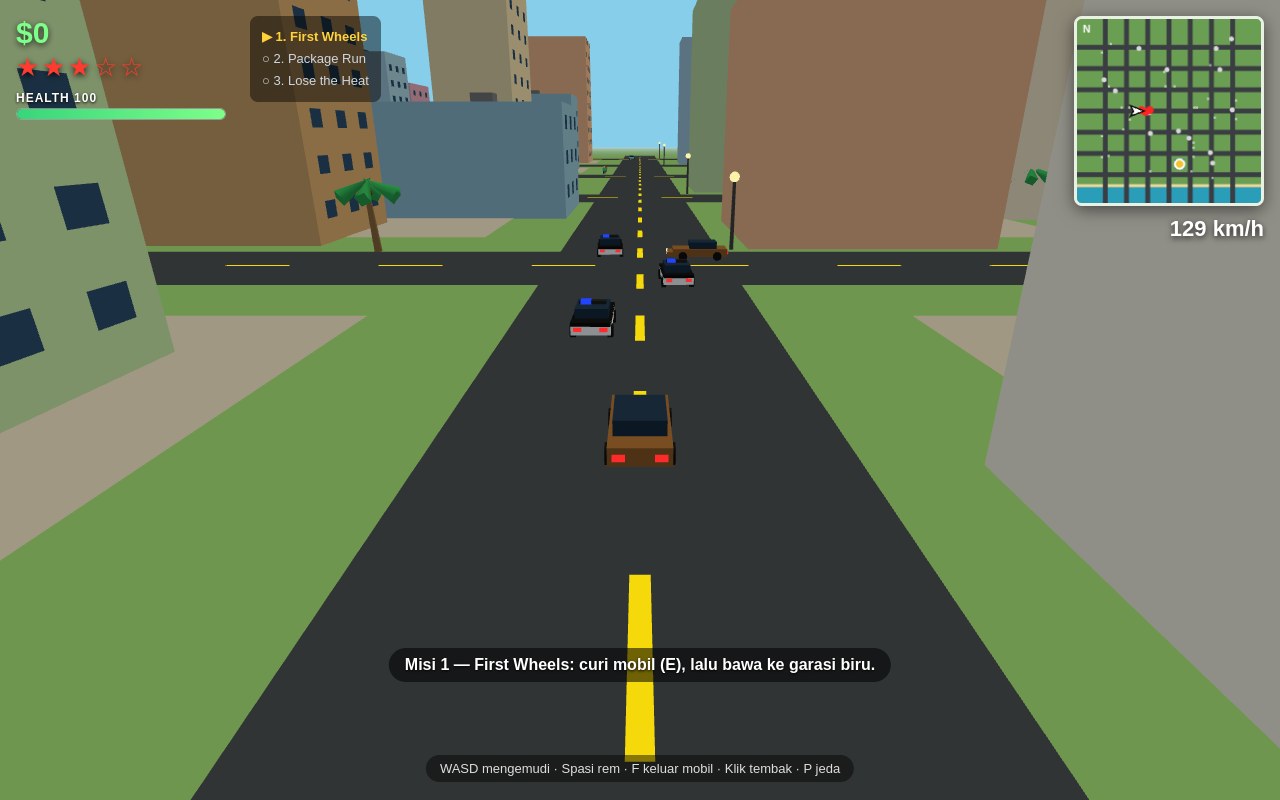 $0
★★★☆☆
HEALTH 100
▶ 1. First Wheels
○ 2. Package Run
○ 3. Lose the Heat
N
129 km/h
Misi 1 — First Wheels: curi mobil (E), lalu bawa ke garasi biru.
WASD mengemudi · Spasi rem · F keluar mobil · Klik tembak · P jeda